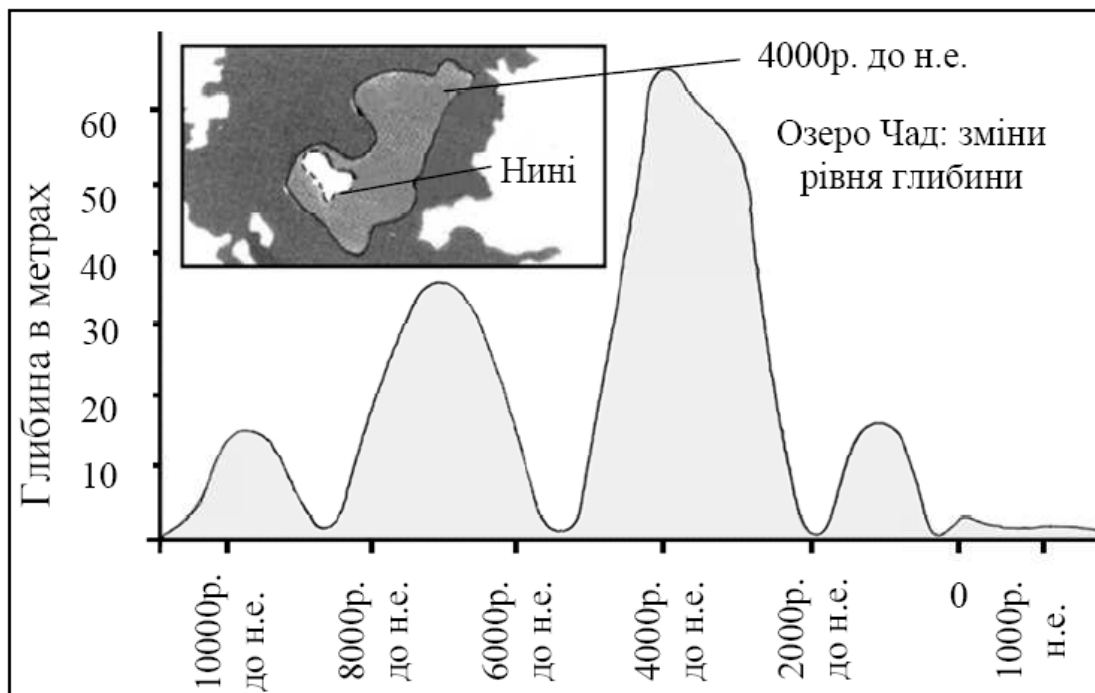 4000р. до н.е.
Озеро Чад: зміни
рівня глибини
Нині
Глибина в метрах
60
50
40
30
20
10
10000р.
до н.е.
8000р.
до н.е.
6000р.
до н.е.
4000р.
до н.е.
2000р.
до н.е.
0
1000р.
н.е.